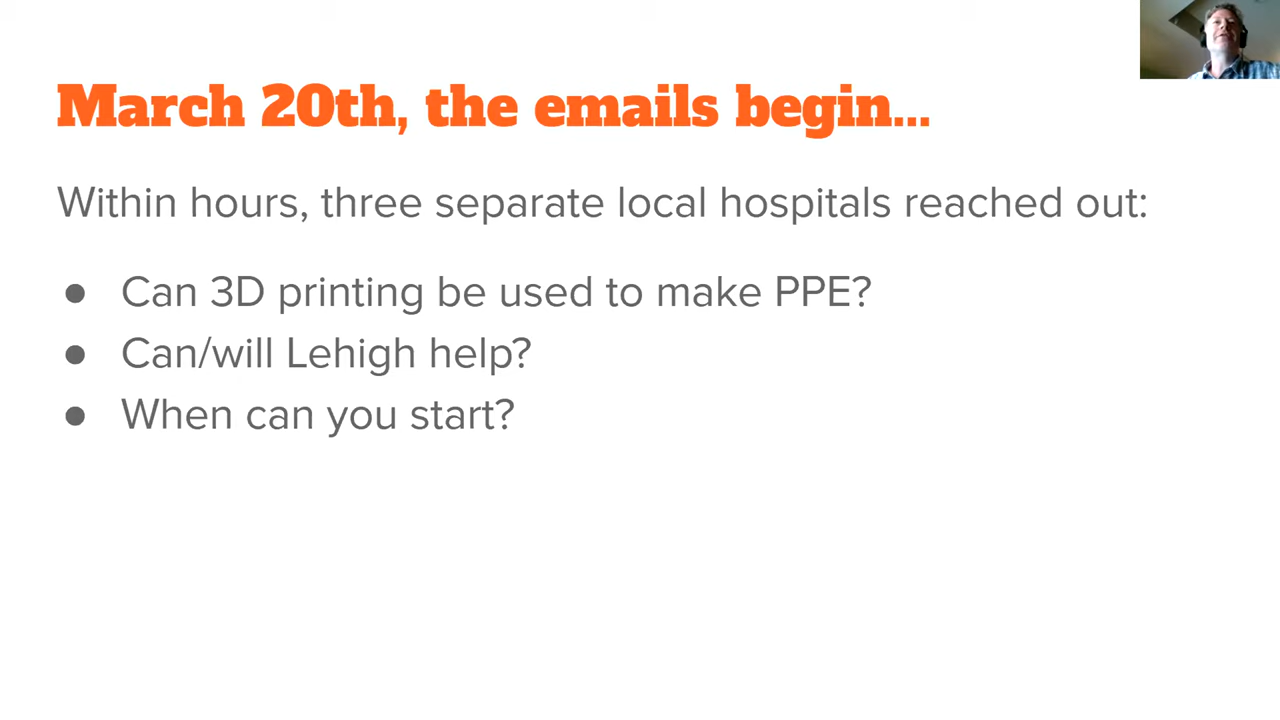 March 20th, the emails begin...
Within hours, three separate local hospitals reached out:
● Can 3D printing be used to make PPE?
● Can/will Lehigh help?
● When can you start?